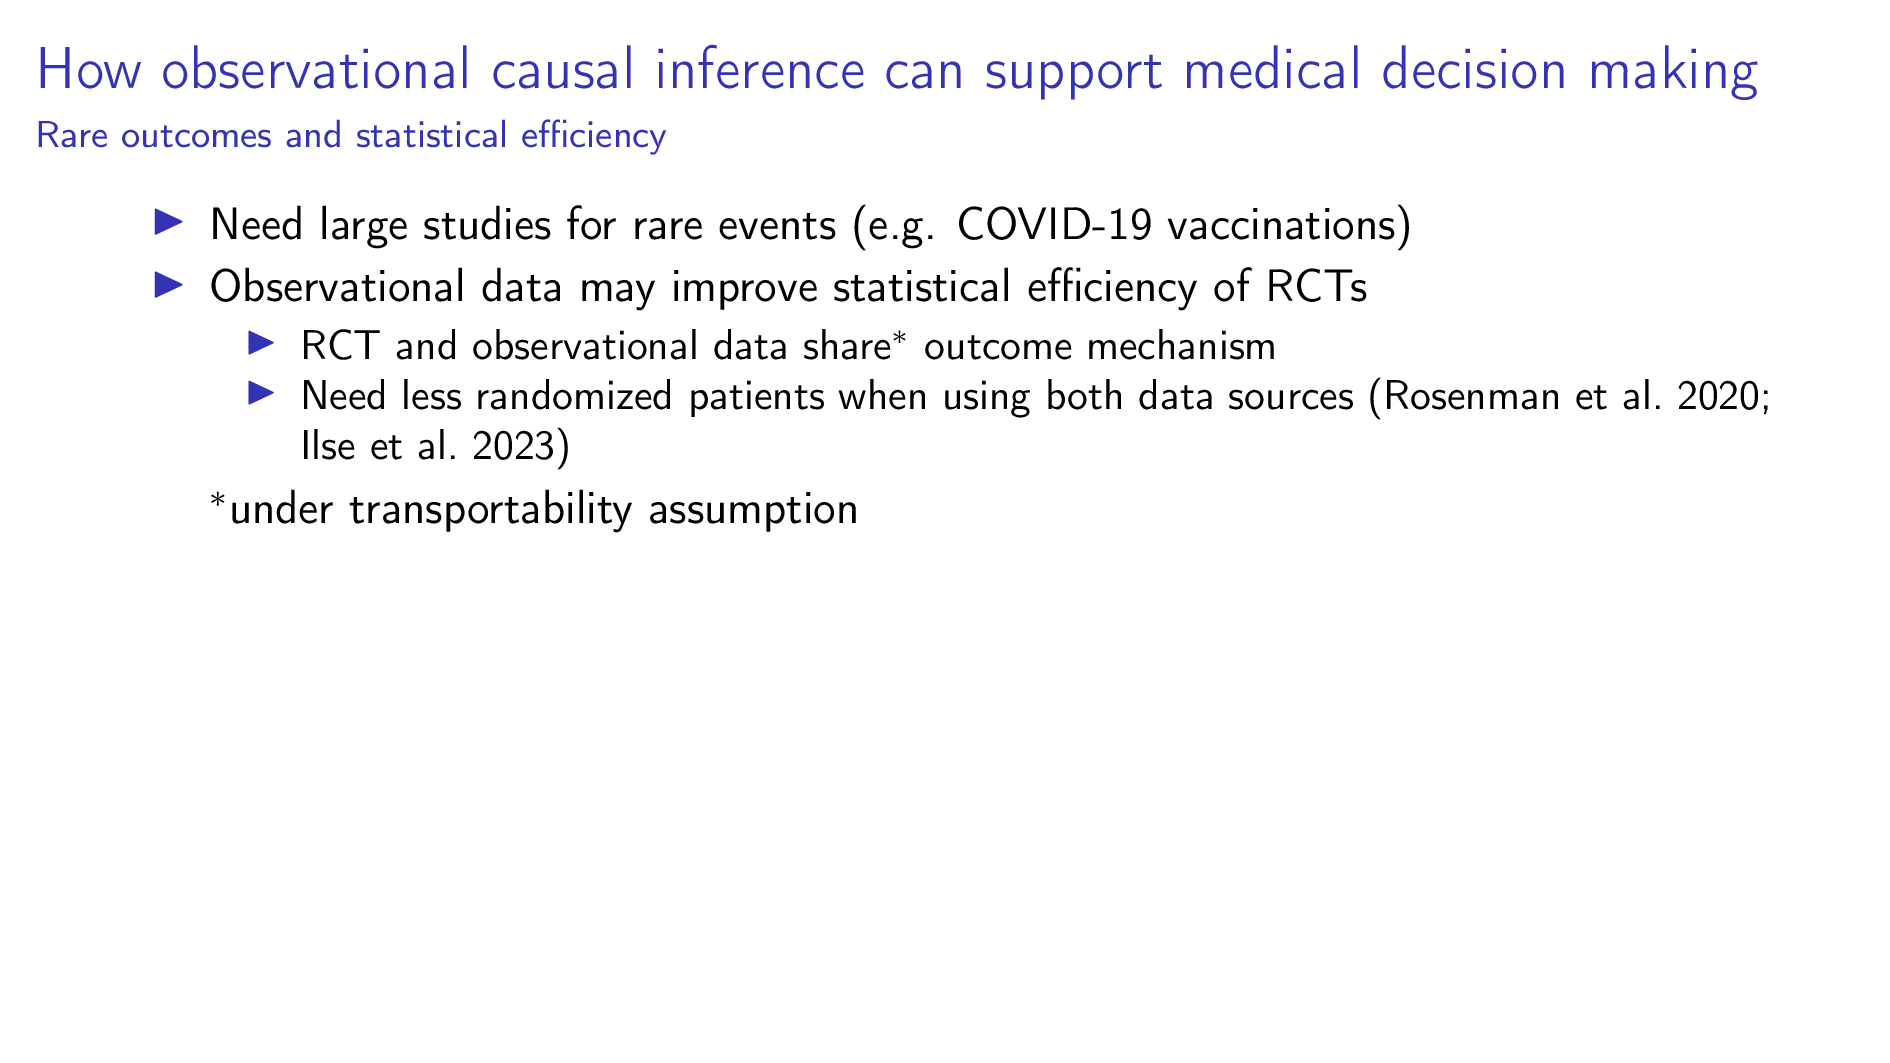 How observational causal inference can support medical decision making
Rare outcomes and statistical efficiency
▶ Need large studies for rare events (e.g. COVID-19 vaccinations)
▶ Observational data may improve statistical efficiency of RCTs
▶ RCT and observational data share* outcome mechanism
▶ Need less randomized patients when using both data sources (Rosenman et al. 2020;
Ilse et al. 2023)
*under transportability assumption